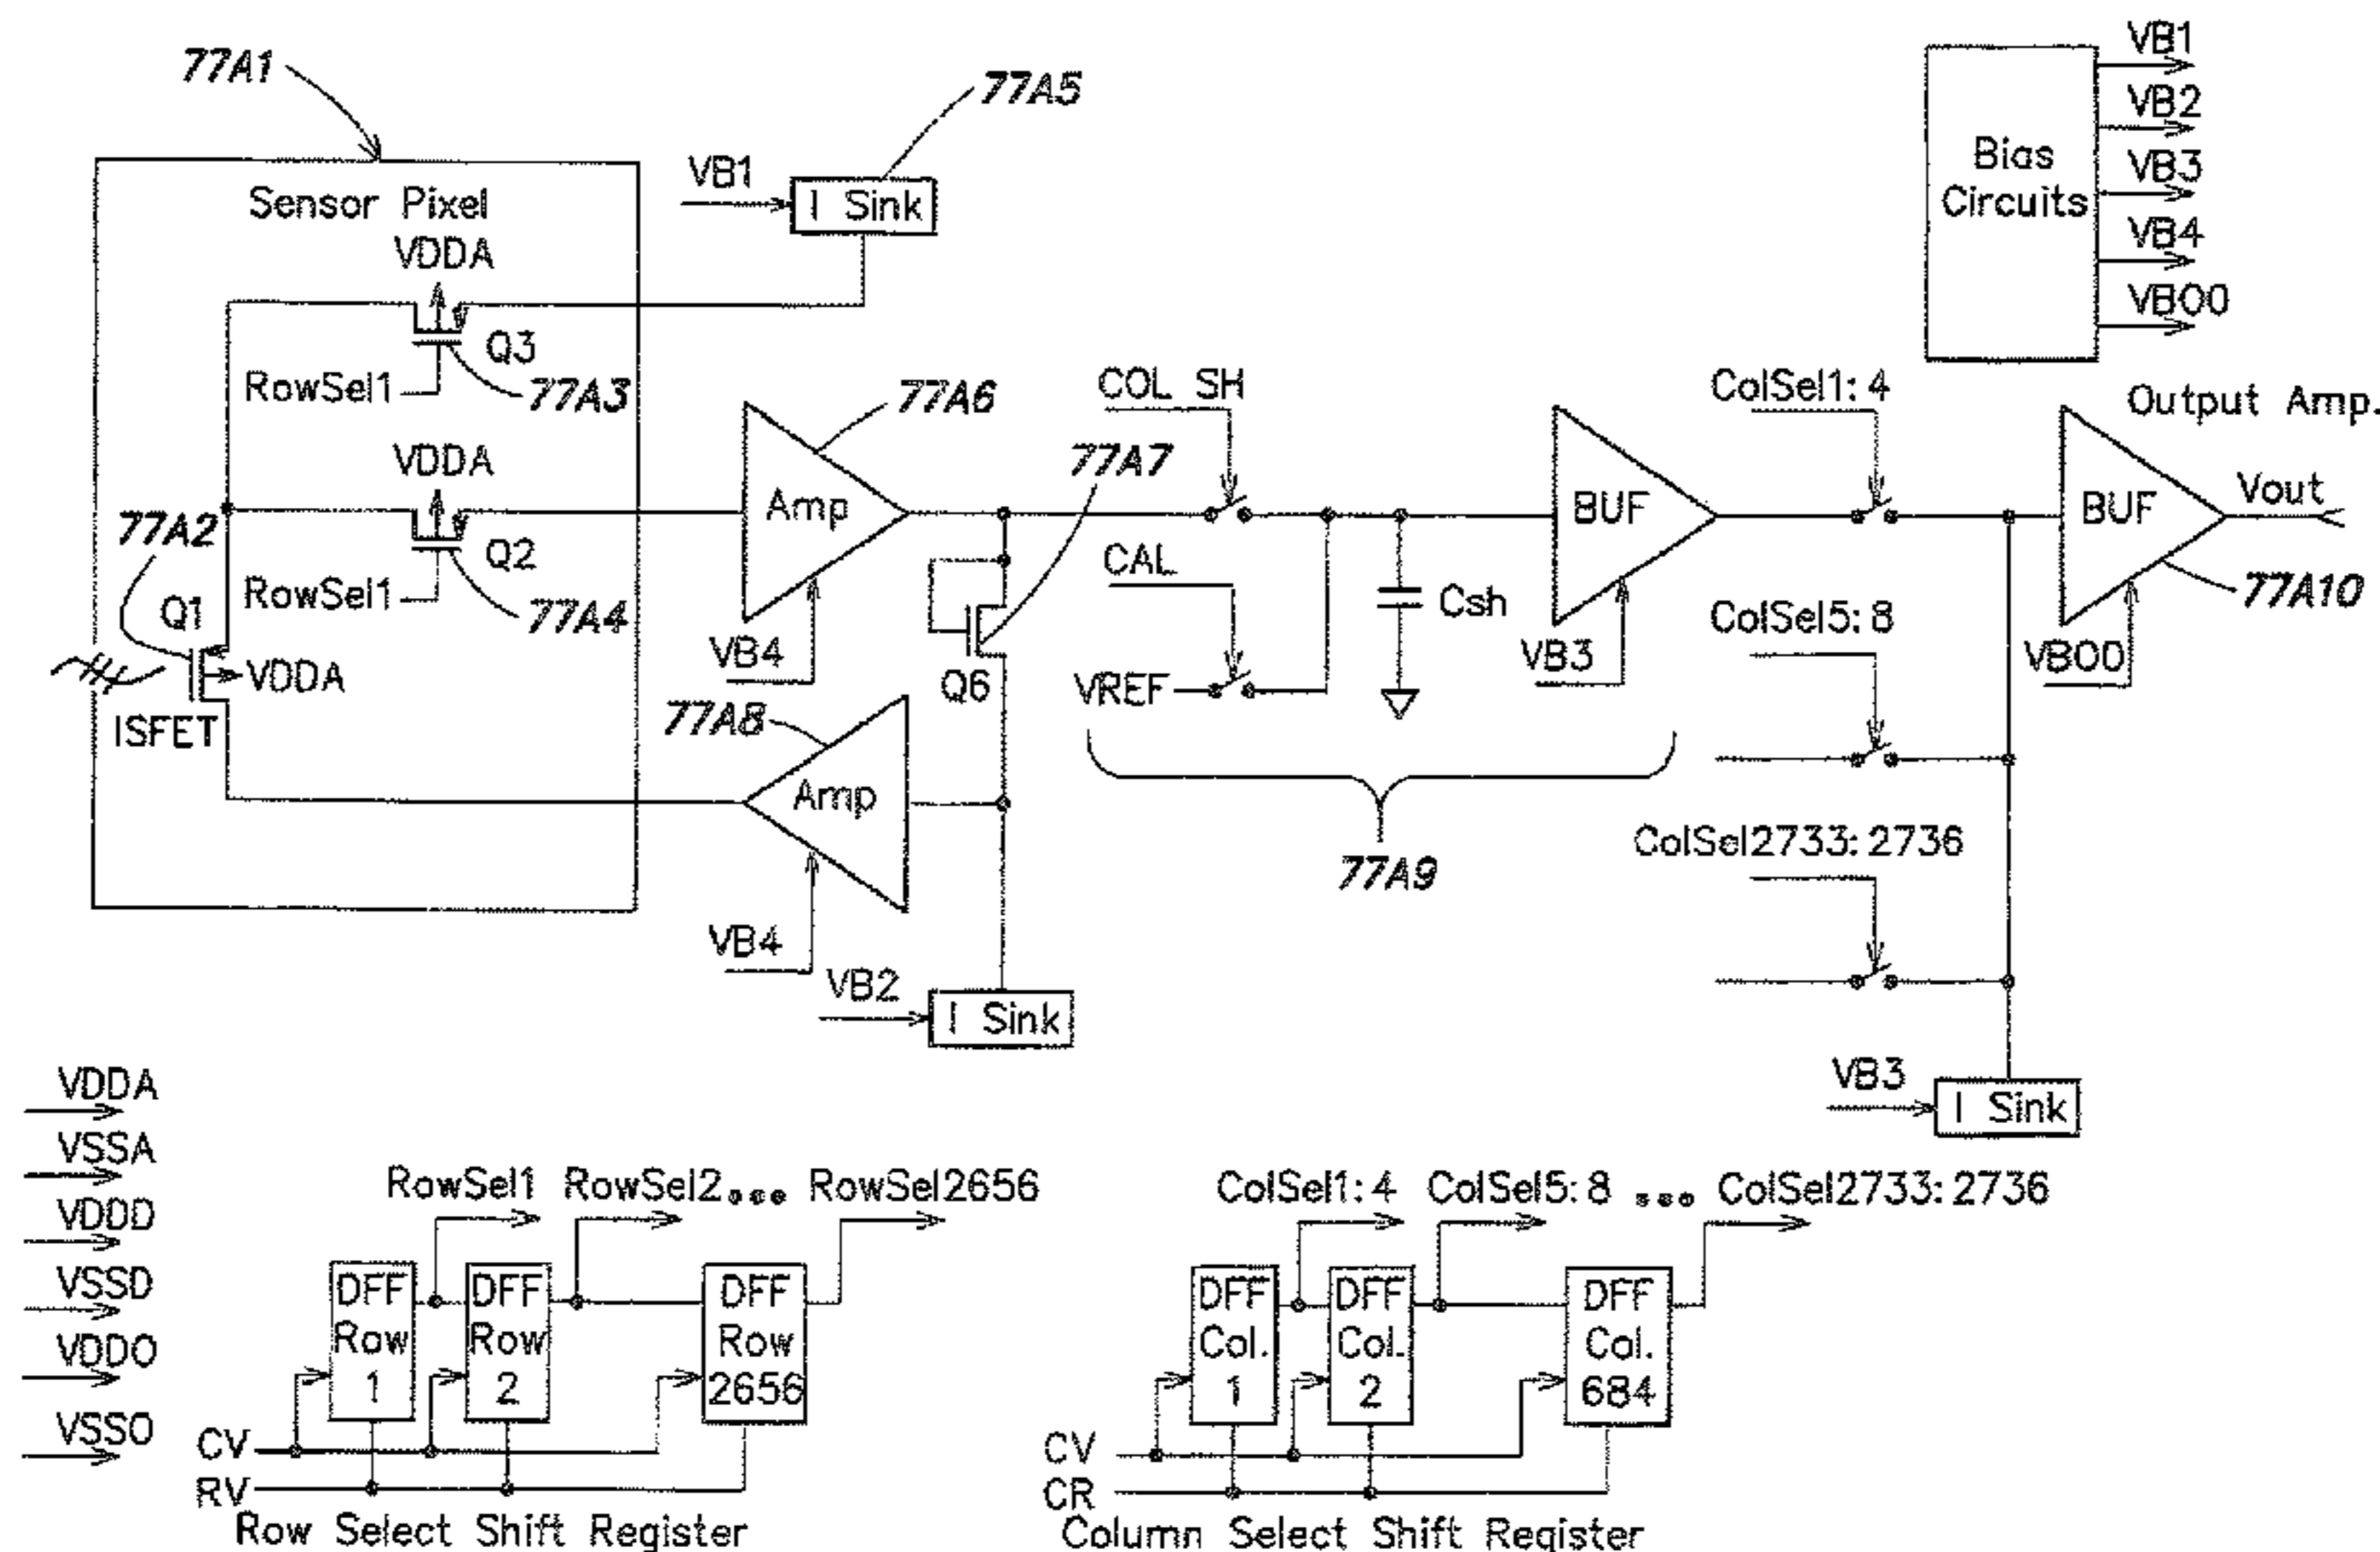 77A1
77A5
VB1
I Sink
Sensor Pixel
VDDA
Q3
RowSel1
77A3
VDDA
Q2
RowSel1
77A4
77A2
Q1
VDDA
ISFET
77A6
Amp
VB4
77A7
Q6
77A8
Amp
VB4
VB2
I Sink
COL SH
CAL
VREF
Csh
77A9
BUF
VB3
ColSel1:4
ColSel5:8
ColSel2733:2736
VB3
I Sink
Bias
Circuits
VB1
VB2
VB3
VB4
VBO0
Output Amp.
BUF
Vout
77A10
VBO0
VDDA
VSSA
VDDD
VSSD
VDDO
VSSO
RowSel1 RowSel2... RowSel2656
DFF
Row
1
DFF
Row
2
DFF
Row
2656
CV
RV
Row Select Shift Register
ColSel1:4 ColSel5:8 ... ColSel2733:2736
DFF
Col.
1
DFF
Col.
2
DFF
Col.
684
CV
CR
Column Select Shift Register